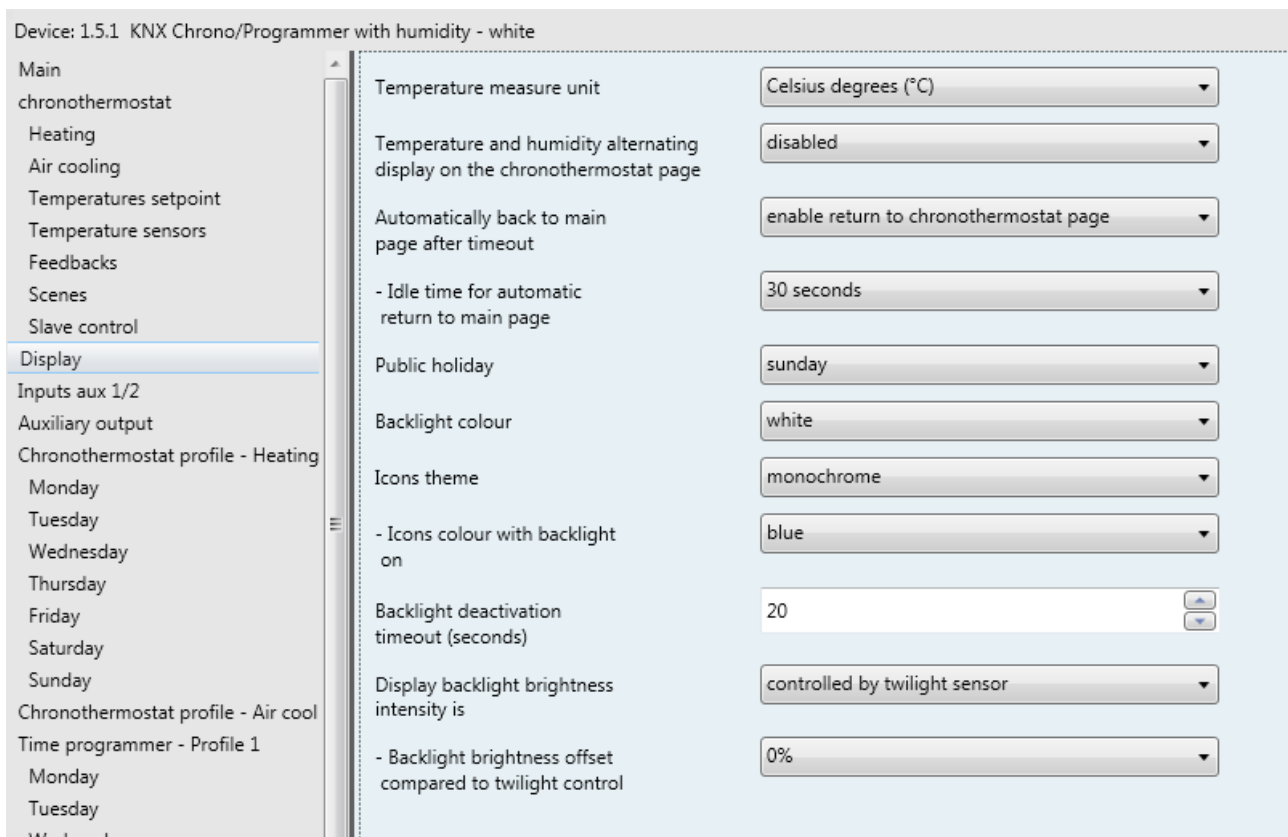 Device: 1.5.1 KNX Chrono/Programmer with humidity - white
Main
chronothermostat
Heating
Air cooling
Temperatures setpoint
Temperature sensors
Feedbacks
Scenes
Slave control
Display
Inputs aux 1/2
Auxiliary output
Chronothermostat profile - Heating
Monday
Tuesday
Wednesday
Thursday
Friday
Saturday
Sunday
Chronothermostat profile - Air cool
Time programmer - Profile 1
Monday
Tuesday
Temperature measure unit
Celsius degrees (°C)
Temperature and humidity alternating
display on the chronothermostat page
disabled
Automatically back to main
page after timeout
enable return to chronothermostat page
- Idle time for automatic
return to main page
30 seconds
Public holiday
sunday
Backlight colour
white
Icons theme
monochrome
- Icons colour with backlight
on
blue
Backlight deactivation
timeout (seconds)
20
Display backlight brightness
intensity is
controlled by twilight sensor
- Backlight brightness offset
compared to twilight control
0%